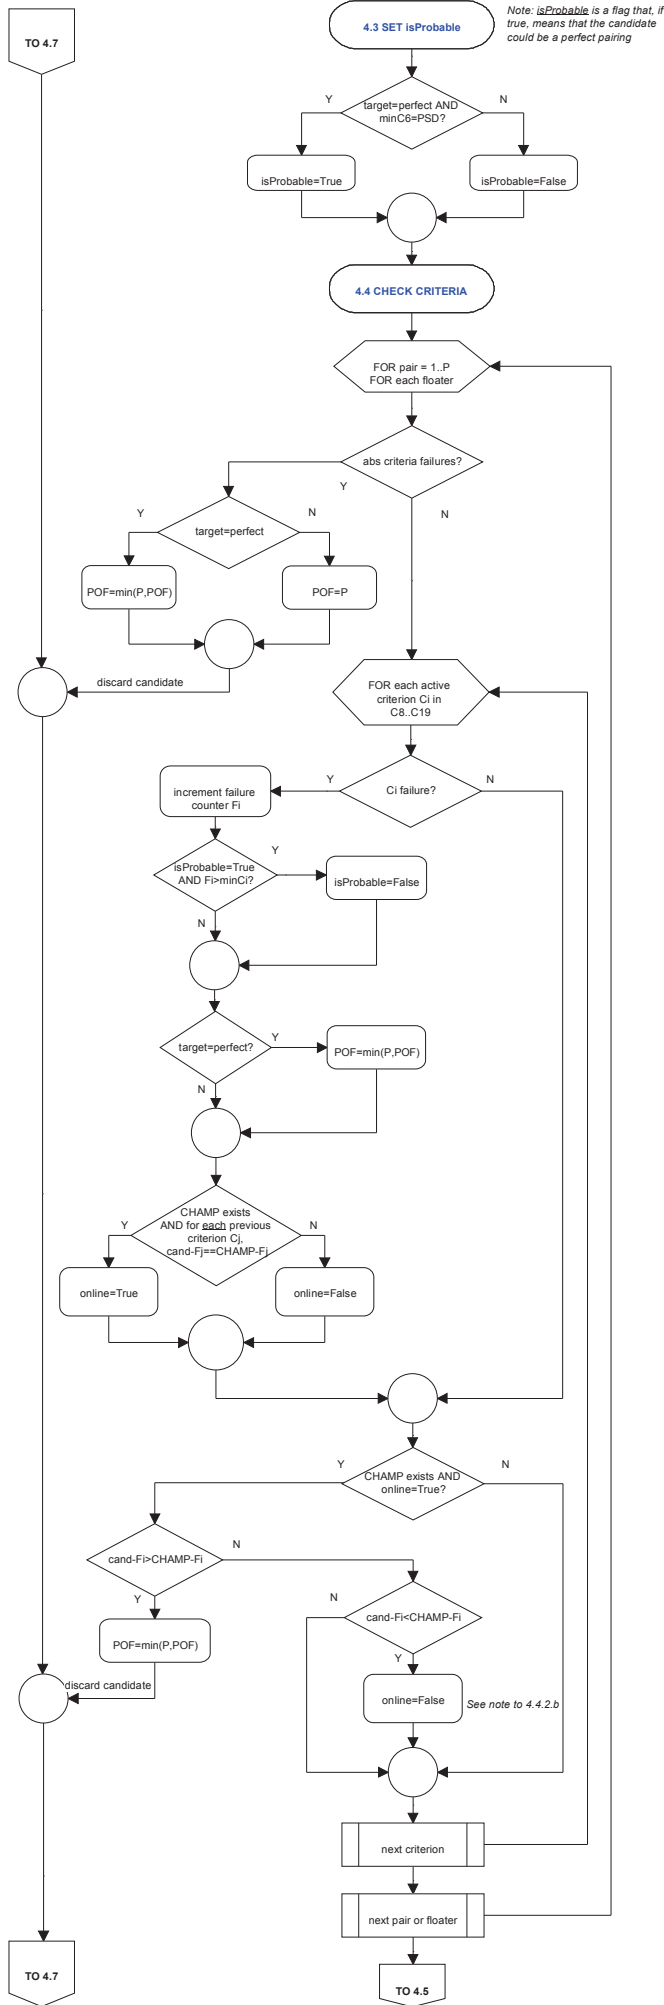 Note: isProbable is a flag that, if
true, means that the candidate
could be a perfect pairing
TO 4.7
4.3 SET isProbable
target=perfect AND
minC6=PSD?
Y
N
isProbable=True
isProbable=False
4.4 CHECK CRITERIA
FOR pair = 1..P
FOR each floater
abs criteria failures?
Y
N
target=perfect
Y
N
POF=min(P,POF)
POF=P
discard candidate
FOR each active
criterion Ci in
C8..C19
Ci failure?
Y
N
increment failure
counter Fi
isProbable=True
AND Fi>minCi?
Y
isProbable=False
N
target=perfect?
Y
POF=min(P,POF)
N
CHAMP exists
AND for each previous
criterion Cj,
cand-Fj==CHAMP-Fj
Y
N
online=True
online=False
CHAMP exists AND
online=True?
Y
N
cand-Fi>CHAMP-Fi
N
Y
cand-Fi<CHAMP-Fi
N
Y
POF=min(P,POF)
discard candidate
online=False
See note to 4.4.2.b
next criterion
next pair or floater
TO 4.7
TO 4.5